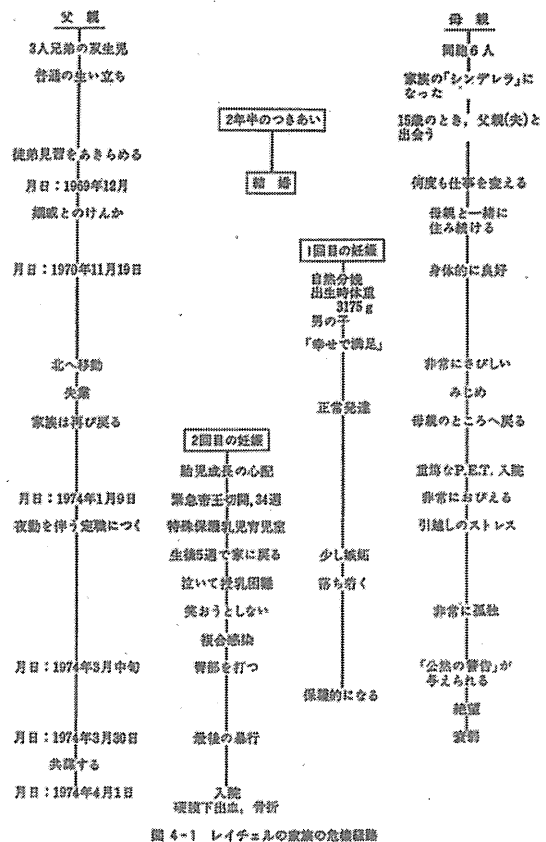 父親
3人兄弟の双生児
普通の生い立ち
徒弟見習をあきらめる
月日：1969年12月
親戚とのけんか
月日：1970年11月19日
北へ移動
失業
家族は再び戻る
月日：1974年1月9日
夜勤を伴う定職につく
月日：1974年3月中旬
月日：1974年3月30日
共謀する
月日：1974年4月1日
2年半のつきあい
結婚
2回目の妊娠
胎児成長の心配
緊急帝王切開，34週
特殊保護乳児育児室
生後5週で家に戻る
泣いて授乳困難
笑おうとしない
複合感染
臀部を打つ
最後の暴行
入院
硬膜下出血，骨折
1回目の妊娠
自然分娩
出生時体重
3175g
男の子
「幸せで満足」
正常発達
少し嫉妬
落ち着く
保護的になる
母親
同胞6人
家族の「シンデレラ」に
なった
15歳のとき，父親(夫)と
出会う
何度も仕事を変える
母親と一緒に
住み続ける
身体的に良好
非常にさびしい
みじめ
母親のところへ戻る
重篤なP.E.T.入院
非常におびえる
引越しのストレス
非常に孤独
「公然の警告」が
与えられる
絶望
図 4-1 レイチェルの家族の危機経路